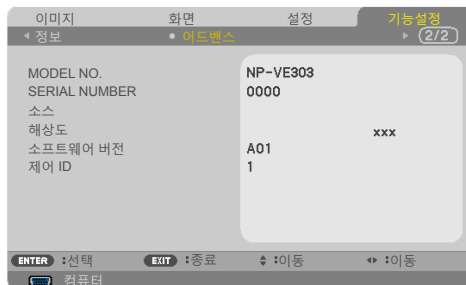 이미지 화면 설정 기능설정
정보 어드밴스 (2/2)
MODEL NO. NP-VE303
SERIAL NUMBER 0000
소스
해상도 xxx
소프트웨어 버전 A01
제어 ID 1
ENTER :선택 EXIT :종료 :이동 :이동
컴퓨터